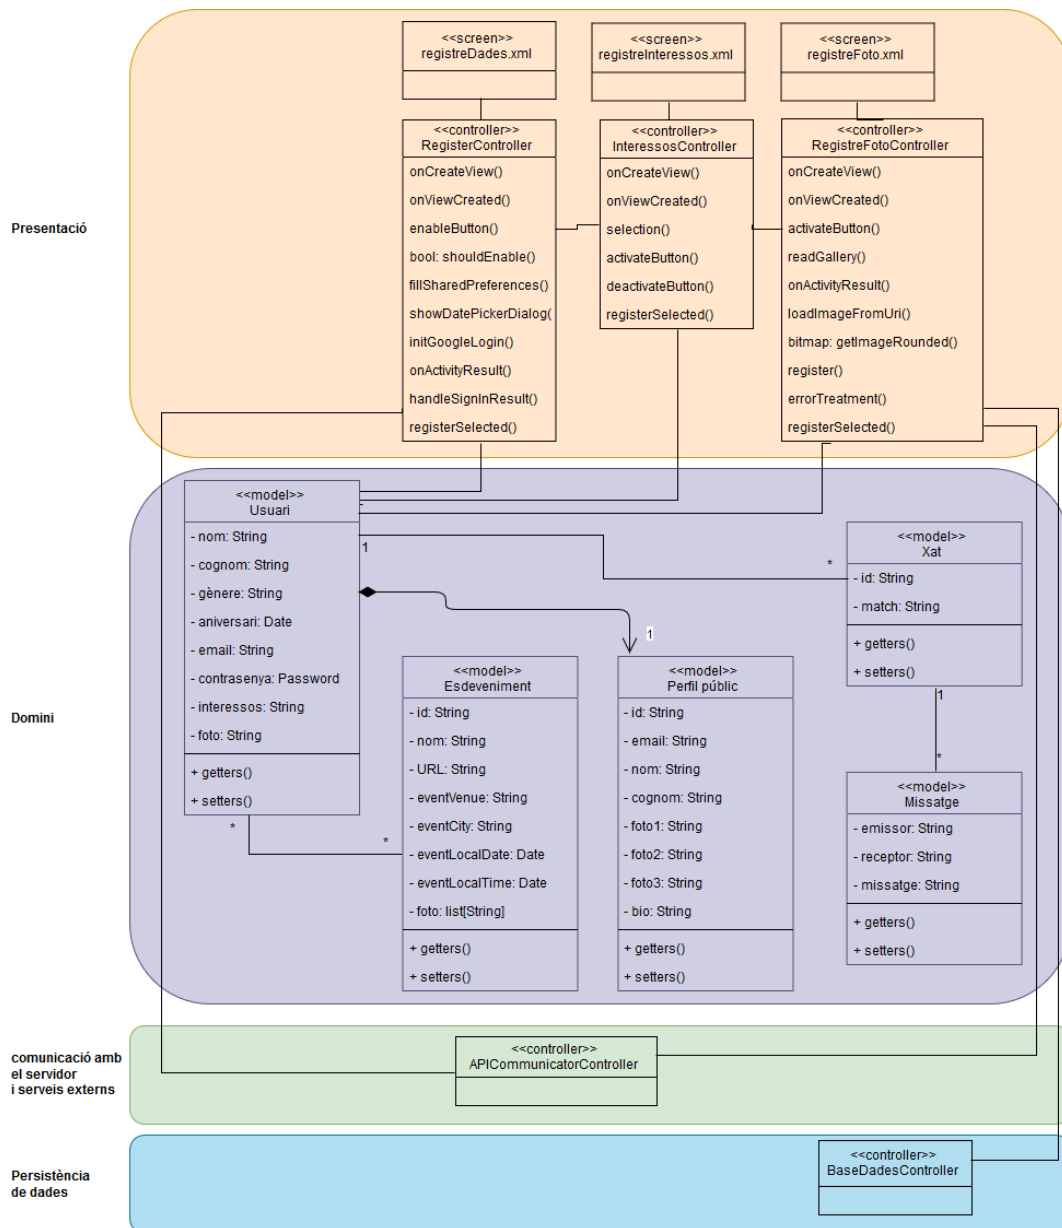 Presentació
<<screen>>
registreDades.xml
<<screen>>
registreInteressos.xml
<<screen>>
registreFoto.xml
<<controller>>
RegisterController
onCreateView()
onViewCreated()
enableButton()
bool: shouldEnable()
fillSharedPreferences()
showDatePickerDialog(
initGoogleLogin()
onActivityResult()
handleSignInResult()
registerSelected()
<<controller>>
InteressosController
onCreateView()
onViewCreated()
selection()
activateButton()
deactivateButton()
registerSelected()
<<controller>>
RegistreFotoController
onCreateView()
onViewCreated()
activateButton()
readGallery()
onActivityResult()
loadImageFromUri()
bitmap: getImageRounded()
register()
errorTreatment()
registerSelected()
Domini
<<model>>
Usuari
- nom: String
- cognom: String
- gènere: String
- aniversari: Date
- email: String
- contrasenya: Password
- interessos: String
- foto: String
+ getters()
+ setters()
1
*
1
*
*
<<model>>
Esdeveniment
- id: String
- nom: String
- URL: String
- eventVenue: String
- eventCity: String
- eventLocalDate: Date
- eventLocalTime: Date
- foto: list[String]
+ getters()
+ setters()
<<model>>
Perfil públic
- id: String
- email: String
- nom: String
- cognom: String
- foto1: String
- foto2: String
- foto3: String
- bio: String
+ getters()
+ setters()
<<model>>
Xat
- id: String
- match: String
+ getters()
+ setters()
1
*
<<model>>
Missatge
- emissor: String
- receptor: String
- missatge: String
+ getters()
+ setters()
comunicació amb
el servidor
i serveis externs
<<controller>>
APICommunicatorController
Persistència
de dades
<<controller>>
BaseDadesController